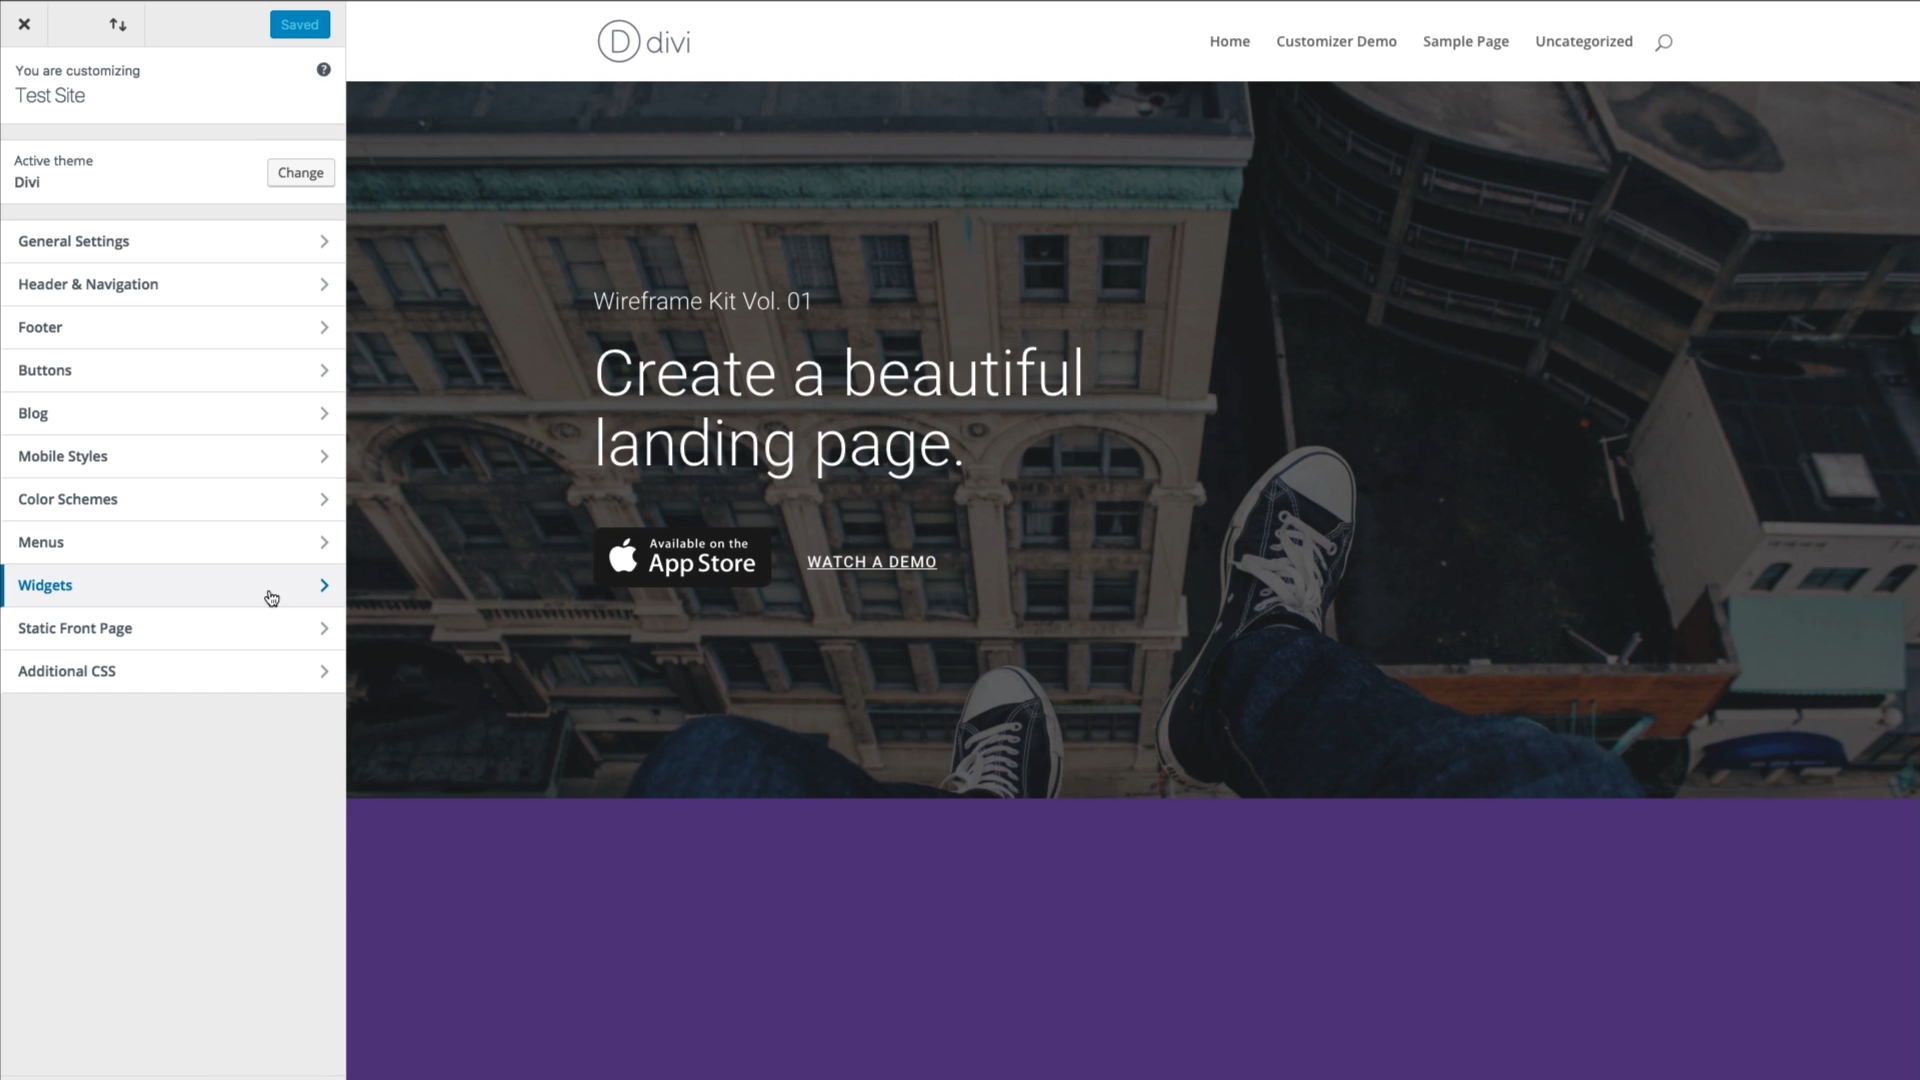 Saved
You are customizing
Test Site
Active theme
Divi
Change
General Settings
Header & Navigation
Footer
Buttons
Blog
Mobile Styles
Color Schemes
Menus
Widgets
Static Front Page
Additional CSS
D divi
Home
Customizer Demo
Sample Page
Uncategorized
Wireframe Kit Vol. 01
Create a beautiful
landing page.
Available on the
App Store
WATCH A DEMO